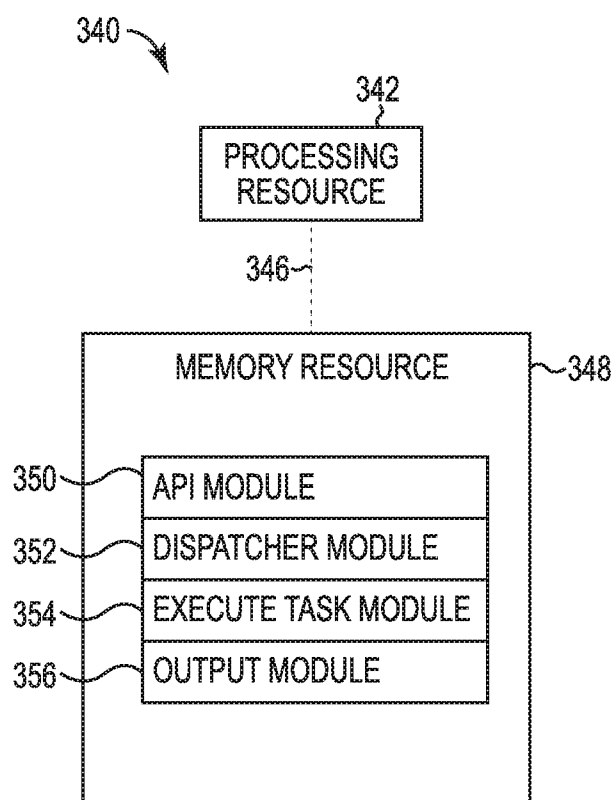 340
342
PROCESSING
RESOURCE
346
MEMORY RESOURCE
348
350
API MODULE
352
DISPATCHER MODULE
354
EXECUTE TASK MODULE
356
OUTPUT MODULE